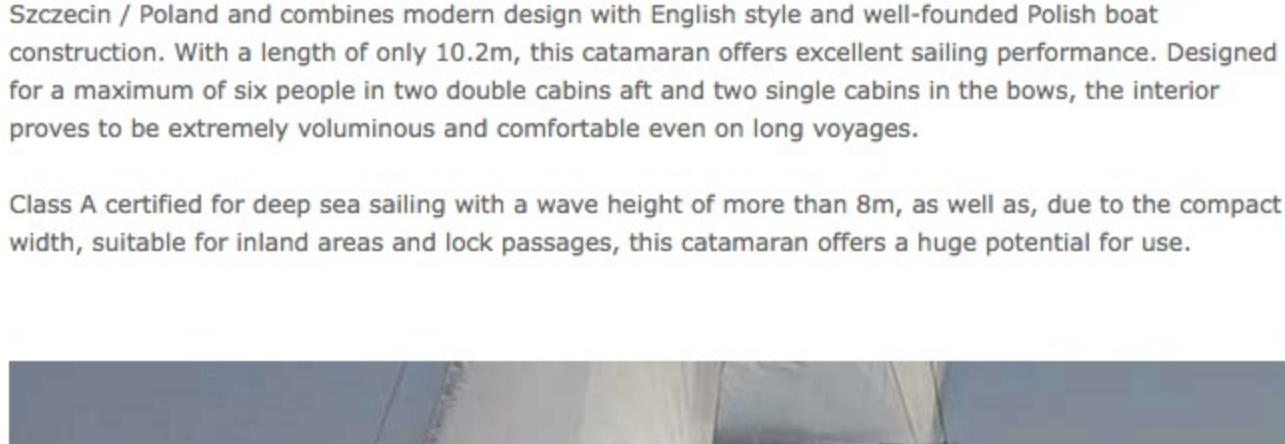 Szczecin / Poland and combines modern design with English style and well-founded Polish boat
construction. With a length of only 10.2m, this catamaran offers excellent sailing performance. Designed
for a maximum of six people in two double cabins aft and two single cabins in the bows, the interior
proves to be extremely voluminous and comfortable even on long voyages.
Class A certified for deep sea sailing with a wave height of more than 8m, as well as, due to the compact
width, suitable for inland areas and lock passages, this catamaran offers a huge potential for use.